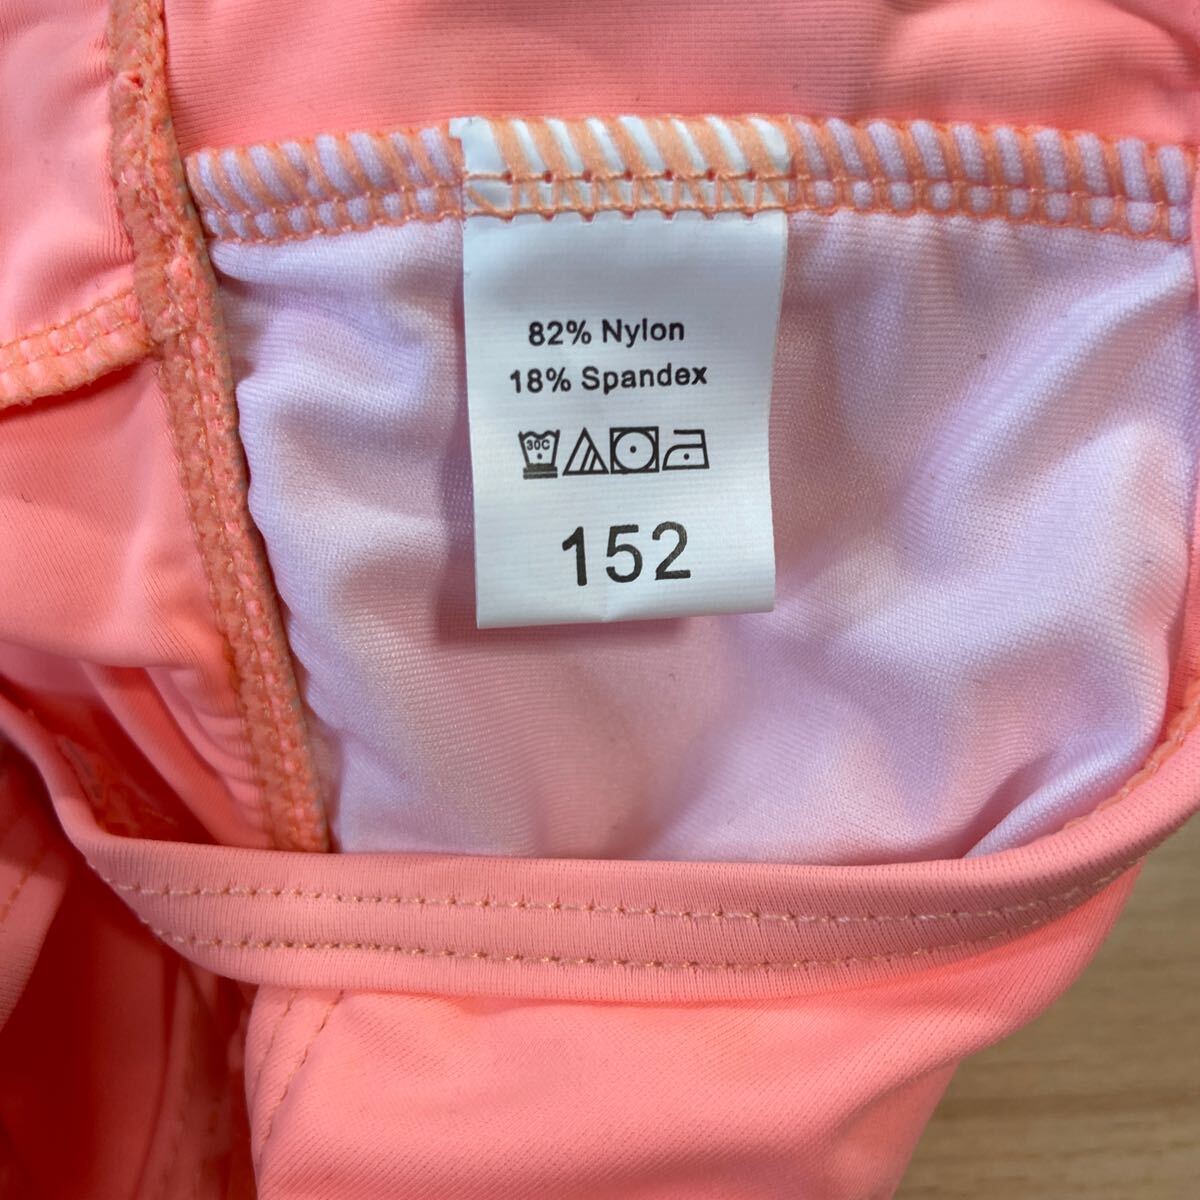 82% Nylon
18% Spandex
30C
152